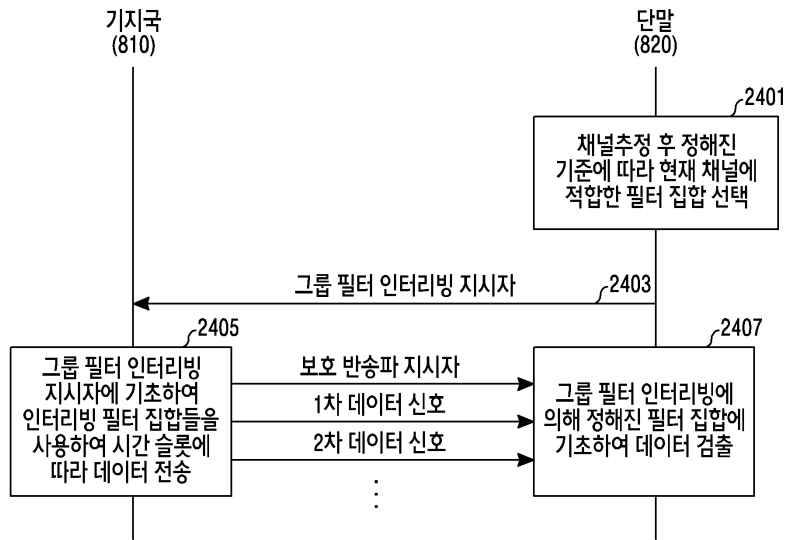 기지국
(810)
단말
(820)
2401
채널추정 후 정해진
기준에 따라 현재 채널에
적합한 필터 집합 선택
그룹 필터 인터리빙 지시자
2403
2405
그룹 필터 인터리빙
지시자에 기초하여
인터리빙 필터 집합들을
사용하여 시간 슬롯에
따라 데이터 전송
보호 반송파 지시자
1차 데이터 신호
2차 데이터 신호
2407
그룹 필터 인터리빙에
의해 정해진 필터 집합에
기초하여 데이터 검출